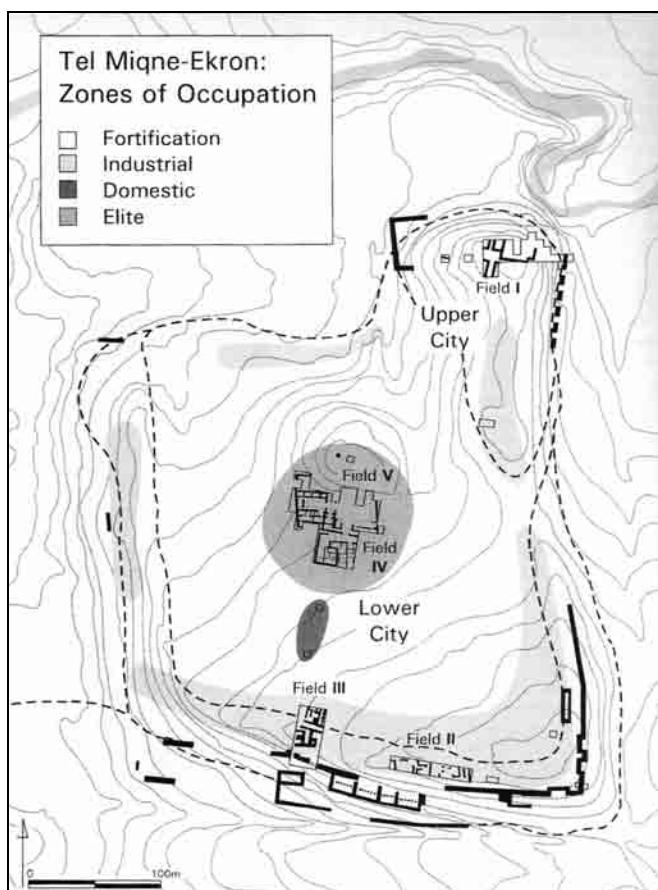 Tel Miqne-Ekron:
Zones of Occupation
Fortification
Industrial
Domestic
Elite
Field I
Upper
City
Field V
Field
IV
Lower
City
Field III
Field II
0
100m